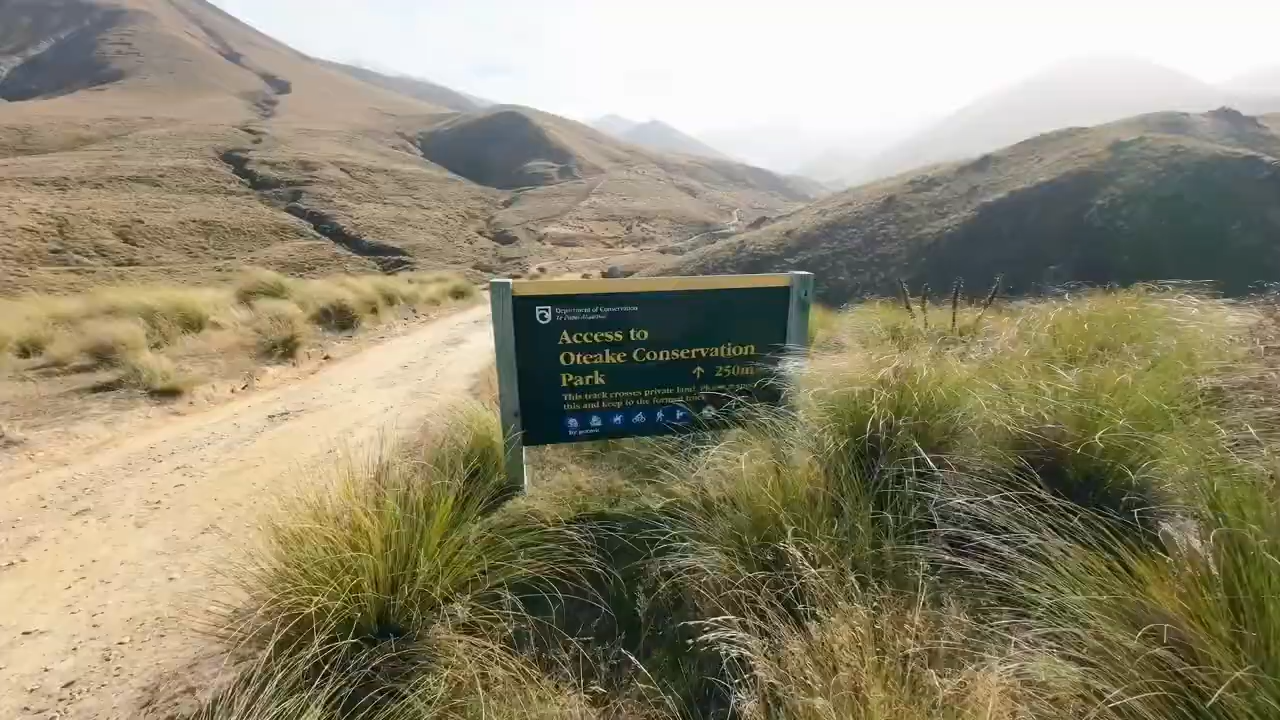 Department of Conservation
Te Papa Atawhai
Access to
Oteake Conservation
Park ↑ 250m
This track crosses private land. Please
this and keep to the formed track